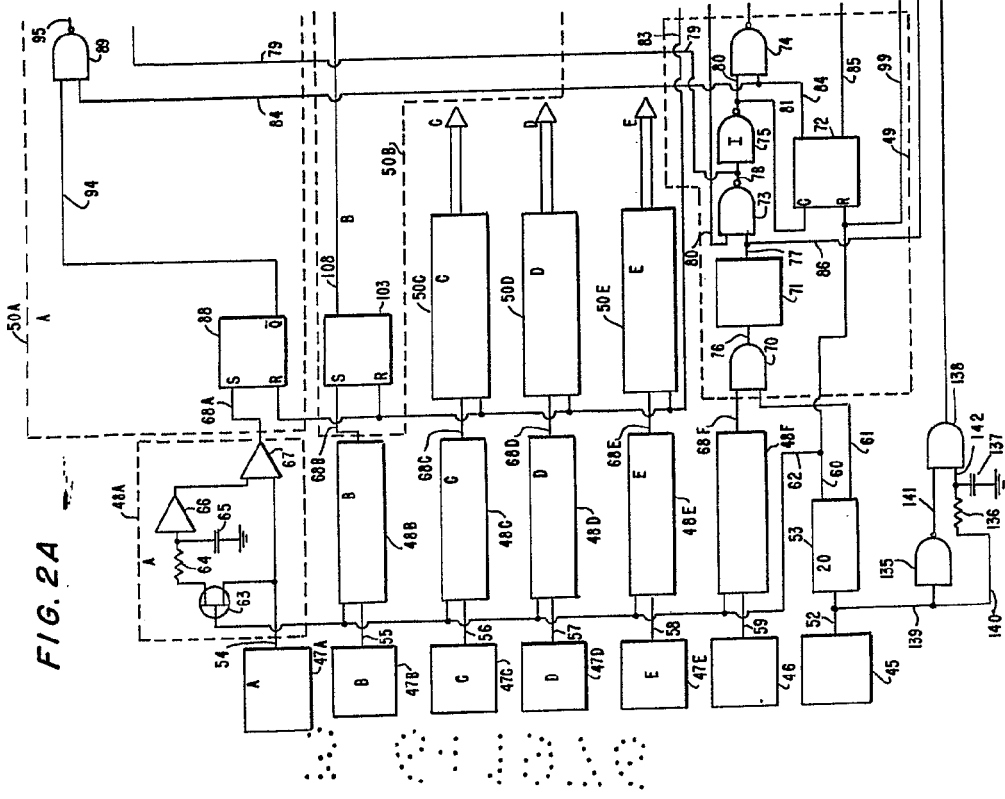 FIG. 2A
50A
A
95
89
94
84
79
48A
A
66
65
64
63
67
54
A
47A
68A
88
S
R
Q̅
108
B
50B
103
S
R
68B
B
48B
55
B
47B
68C
C
48C
56
C
47C
C
50C
C
68D
D
48D
57
D
47D
D
50D
D
68E
E
48E
58
E
47E
E
50E
E
68F
48F
59
46
62
60
61
20
53
52
45
70
76
71
77
86
80
73
78
I
75
80
81
74
79
83
C
R
72
84
85
99
49
135
139
140
141
136
137
142
138